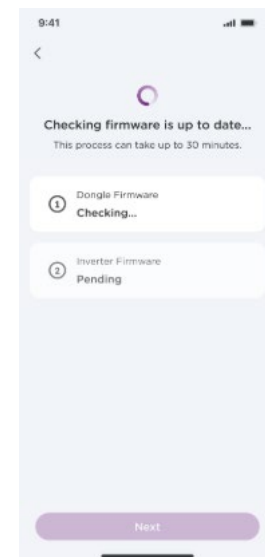 9:41
Checking firmware is up to date...
This process can take up to 30 minutes.
1
Dongle Firmware
Checking...
2
Inverter Firmware
Pending
Next